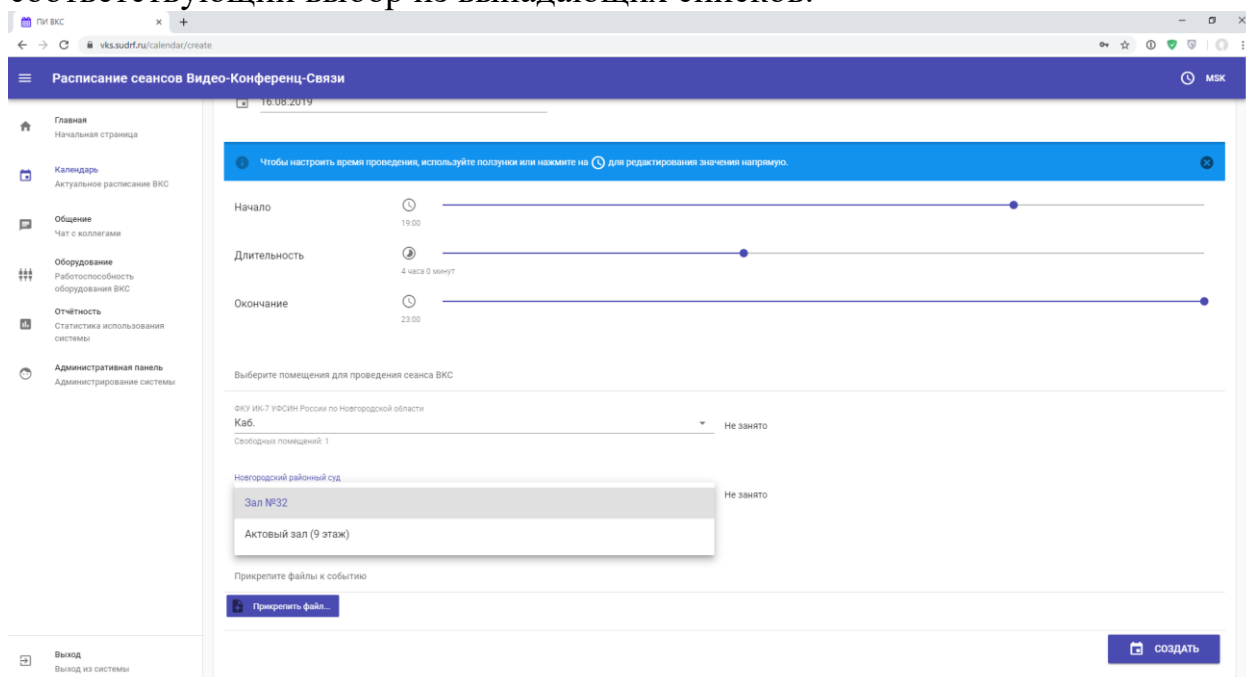 соответствующий выбор из выпадающих списков.
ПИ ВКС
vks.sudrf.ru/calendar/create
Расписание сеансов Видео-Конференц-Связи
MSK
16.08.2019
Главная
Начальная страница
Чтобы настроить время проведения, используйте ползунки или нажмите на для редактирования значения напрямую.
Календарь
Актуальное расписание ВКС
Начало
19:00
Общение
Чат с коллегами
Длительность
4 часа 0 минут
Оборудование
Работоспособность
оборудования ВКС
Окончание
23:00
Отчётность
Статистика использования
системы
Административная панель
Администрирование системы
Выберите помещения для проведения сеанса ВКС
ФКУ ИК-7 УФСИН России по Новгородской области
Каб.
Не занято
Свободных помещений: 1
Новгородский районный суд
Зал №32
Не занято
Актовый зал (9 этаж)
Прикрепите файлы к событию
Прикрепить файл...
СОЗДАТЬ
Выход
Выход из системы